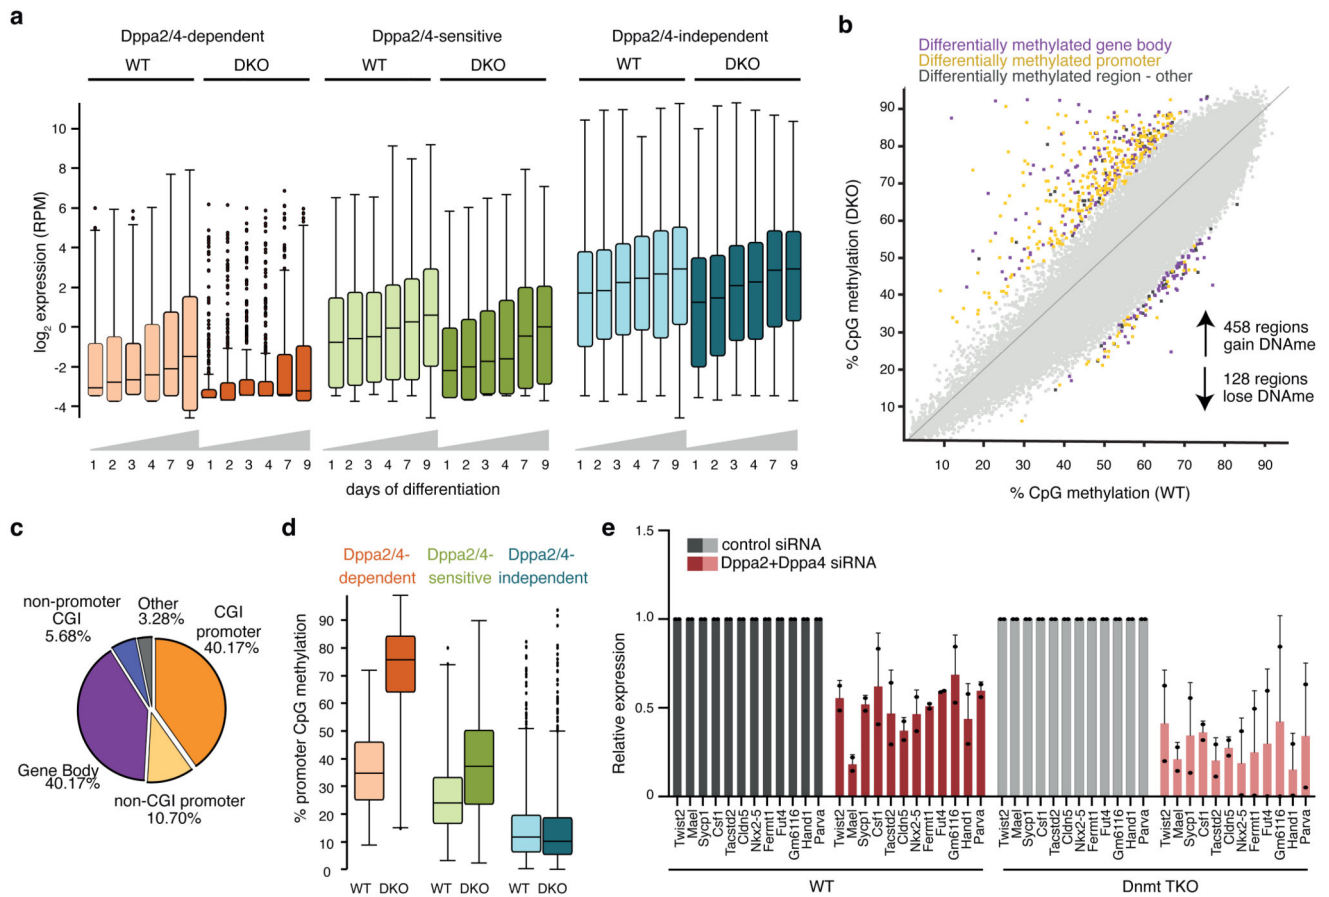 a
Dppa2/4-dependent
Dppa2/4-sensitive
Dppa2/4-independent
WT
DKO
WT
DKO
WT
DKO
log2 expression (RPM)
10
8
6
4
2
0
-2
-4
1 2 3 4 7 9 1 2 3 4 7 9
1 2 3 4 7 9 1 2 3 4 7 9
1 2 3 4 7 9 1 2 3 4 7 9
days of differentiation
b
Differentially methylated gene body
Differentially methylated promoter
Differentially methylated region - other
% CpG methylation (DKO)
90
80
70
60
50
40
30
20
10
458 regions
gain DNAme
128 regions
lose DNAme
10 20 30 40 50 60 70 80 90
% CpG methylation (WT)
c
non-promoter
CGI
5.68%
Other
3.28%
CGI
promoter
40.17%
Gene Body
40.17%
non-CGI promoter
10.70%
d
Dppa2/4-
dependent
Dppa2/4-
sensitive
Dppa2/4-
independent
% promoter CpG methylation
90
80
70
60
50
40
30
20
10
0
WT DKO
WT DKO
WT DKO
e
control siRNA
Dppa2+Dppa4 siRNA
Relative expression
1.5
1.0
0.5
0
Twist2
Mael
Sycp1
Csf1
Tacstd2
Cldn5
Nkx2-5
Fermt1
Fut4
Gm6116
Hand1
Parva
Twist2
Mael
Sycp1
Csf1
Tacstd2
Cldn5
Nkx2-5
Fermt1
Fut4
Gm6116
Hand1
Parva
Twist2
Mael
Sycp1
Csf1
Tacstd2
Cldn5
Nkx2-5
Fermt1
Fut4
Gm6116
Hand1
Parva
Twist2
Mael
Sycp1
Csf1
Tacstd2
Cldn5
Nkx2-5
Fermt1
Fut4
Gm6116
Hand1
Parva
WT
Dnmt TKO